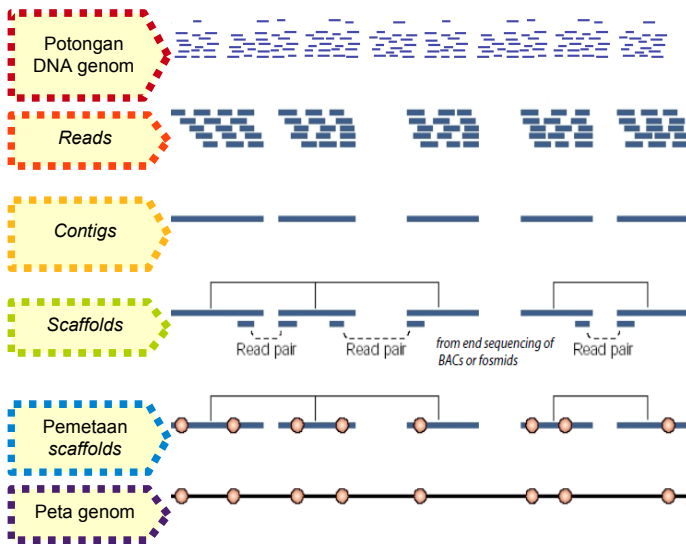 Potongan
DNA genom
Reads
Contigs
Scaffolds
Read pair
Read pair
from end sequencing of
BACs or fosmids
Read pair
Pemetaan
scaffolds
Peta genom